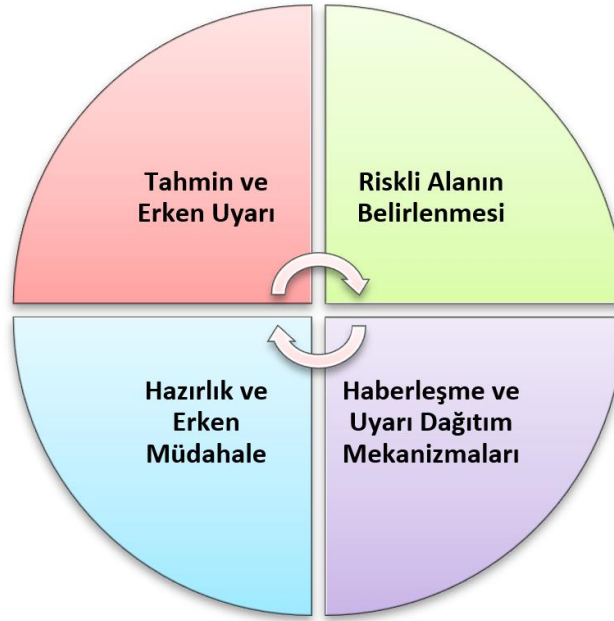 Tahmin ve
Erken Uyarı
Riskli Alanın
Belirlenmesi
Hazırlık ve
Erken
Müdahale
Haberleşme ve
Uyarı Dağıtım
Mekanizmaları